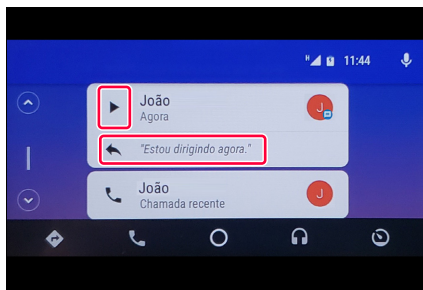 H
11:44
João
Agora
J
"Estou dirigindo agora."
João
Chamada recente
J